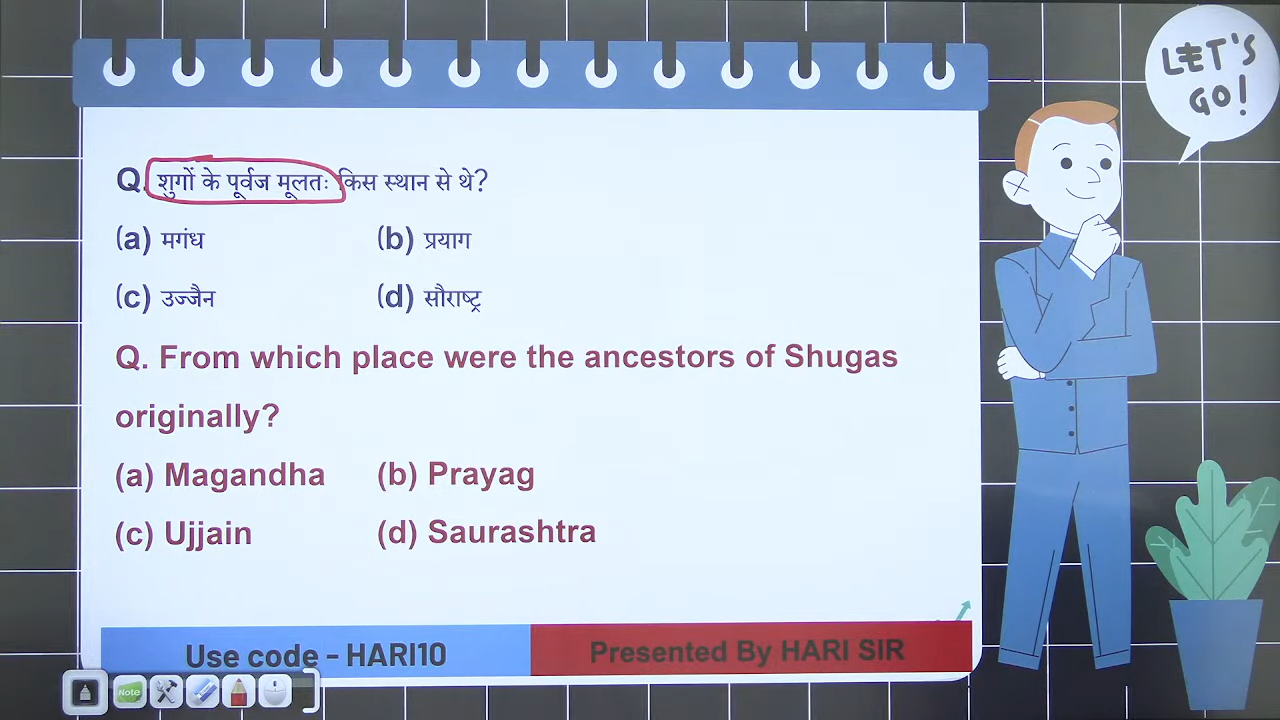 LET'S
GO!
Q. शुगों के पूर्वज मूलतः किस स्थान से थे?
(a) मगंध (b) प्रयाग
(c) उज्जैन (d) सौराष्ट्र
Q. From which place were the ancestors of Shugas
originally?
(a) Magandha (b) Prayag
(c) Ujjain (d) Saurashtra
Use code - HARI10 Presented By HARI SIR
Note